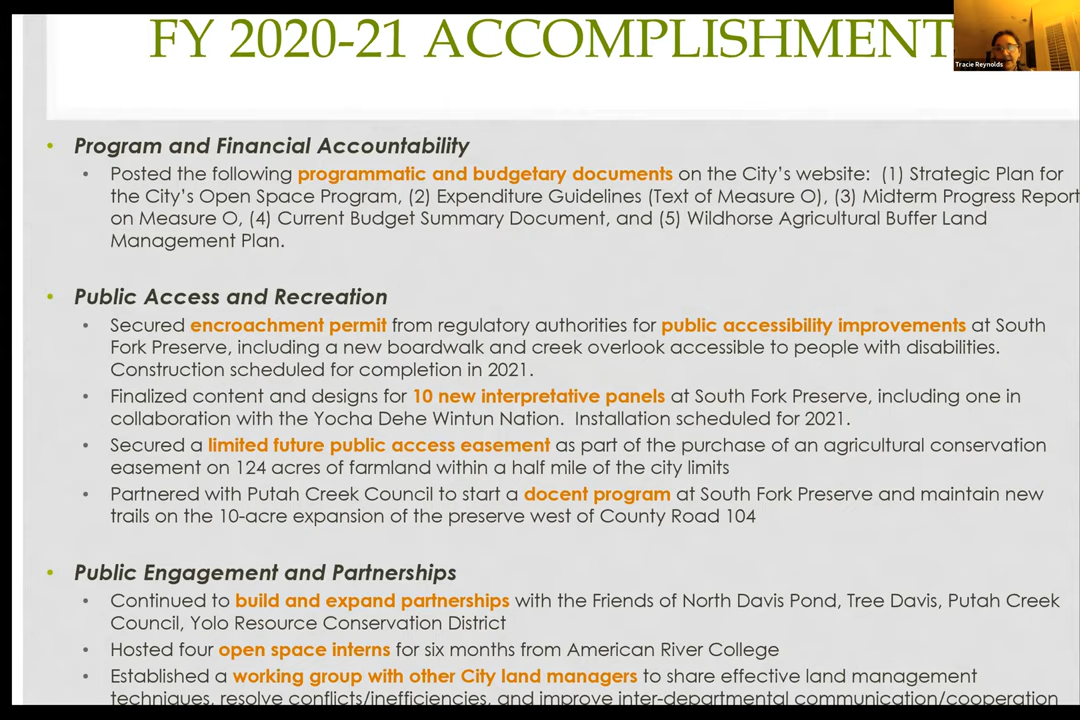 FY 2020-21 ACCOMPLISHMENT
Tracie Reynolds
• Program and Financial Accountability
• Posted the following programmatic and budgetary documents on the City's website: (1) Strategic Plan for
the City's Open Space Program, (2) Expenditure Guidelines (Text of Measure O), (3) Midterm Progress Report
on Measure O, (4) Current Budget Summary Document, and (5) Wildhorse Agricultural Buffer Land
Management Plan.
• Public Access and Recreation
• Secured encroachment permit from regulatory authorities for public accessibility improvements at South
Fork Preserve, including a new boardwalk and creek overlook accessible to people with disabilities.
Construction scheduled for completion in 2021.
• Finalized content and designs for 10 new interpretative panels at South Fork Preserve, including one in
collaboration with the Yocha Dehe Wintun Nation. Installation scheduled for 2021.
• Secured a limited future public access easement as part of the purchase of an agricultural conservation
easement on 124 acres of farmland within a half mile of the city limits
• Partnered with Putah Creek Council to start a docent program at South Fork Preserve and maintain new
trails on the 10-acre expansion of the preserve west of County Road 104
• Public Engagement and Partnerships
• Continued to build and expand partnerships with the Friends of North Davis Pond, Tree Davis, Putah Creek
Council, Yolo Resource Conservation District
• Hosted four open space interns for six months from American River College
• Established a working group with other City land managers to share effective land management
techniques, resolve conflicts/inefficiencies, and improve inter-departmental communication/cooperation